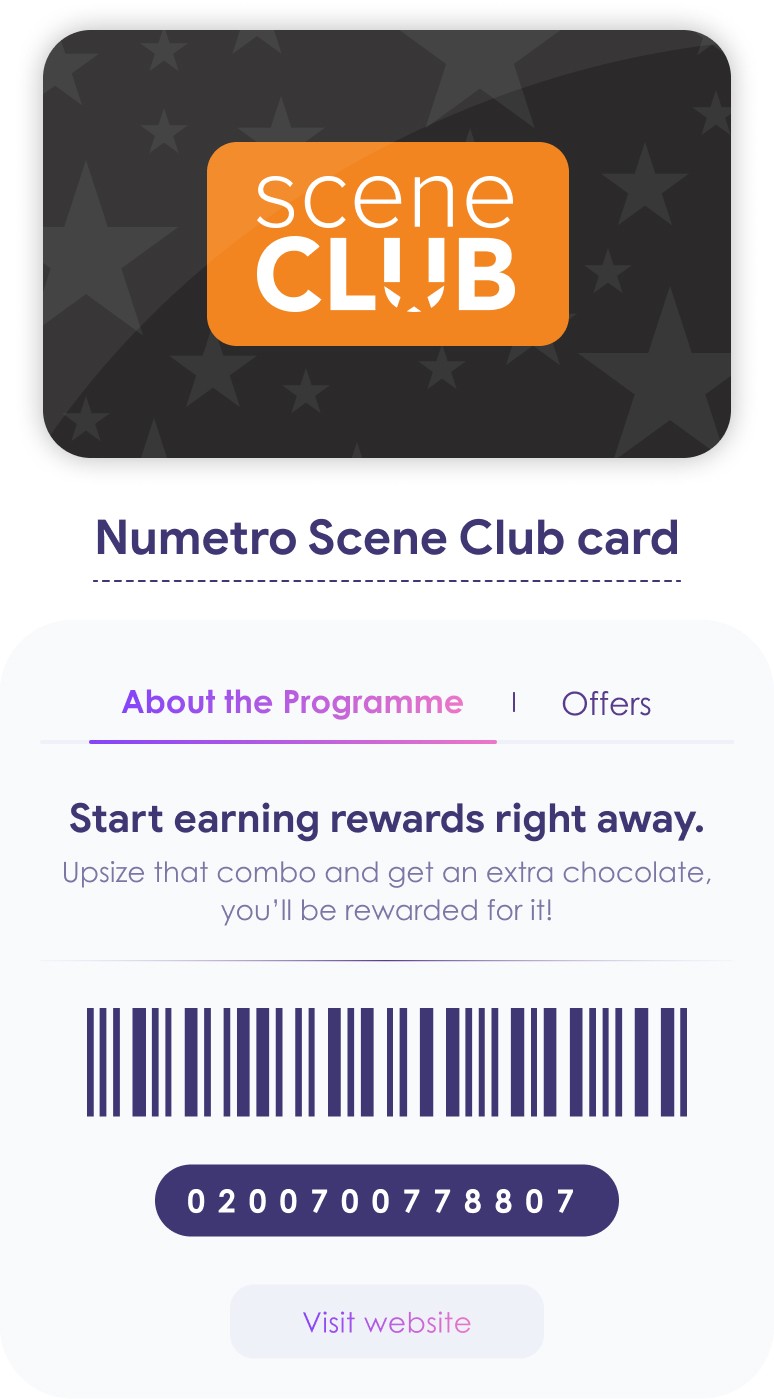 scene
CLUB
Numetro Scene Club card
About the Programme | Offers
Start earning rewards right away.
Upsize that combo and get an extra chocolate,
you’ll be rewarded for it!
0200700778807
Visit website